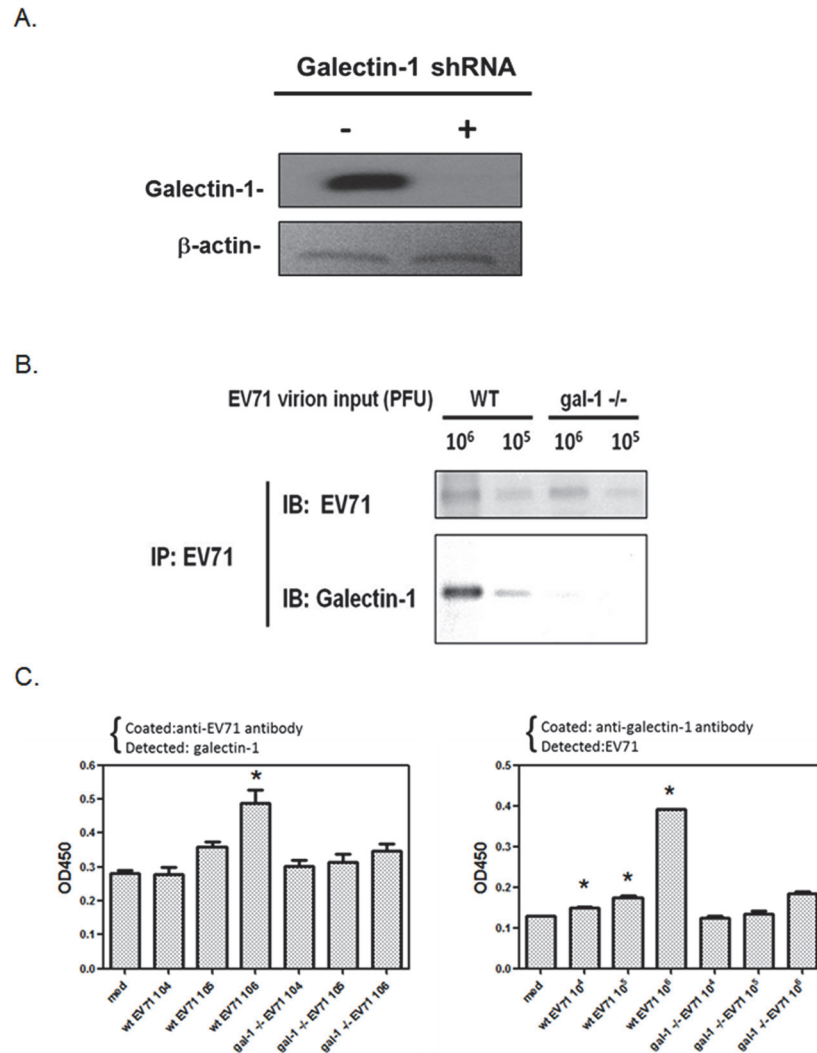 A.
Galectin-1 shRNA
- +
Galectin-1-
β-actin-
B.
EV71 virion input (PFU) WT gal-1 -/-
10⁶ 10⁵ 10⁶ 10⁵
IP: EV71
IB: EV71
IB: Galectin-1
C.
{ Coated:anti-EV71 antibody
Detected: galectin-1
0.6
0.5
0.4
0.3
0.2
0.1
0.0
OD450
*
med
wt EV71 104
wt EV71 105
wt EV71 106
gal-1 -/- EV71 104
gal-1 -/- EV71 105
gal-1 -/- EV71 106
{ Coated: anti-galectin-1 antibody
Detected:EV71
0.5
0.4
0.3
0.2
0.1
0.0
OD450
* * *
med
wt EV71 10⁴
wt EV71 10⁵
wt EV71 10⁶
gal-1 -/- EV71 10⁴
gal-1 -/- EV71 10⁵
gal-1 -/- EV71 10⁶